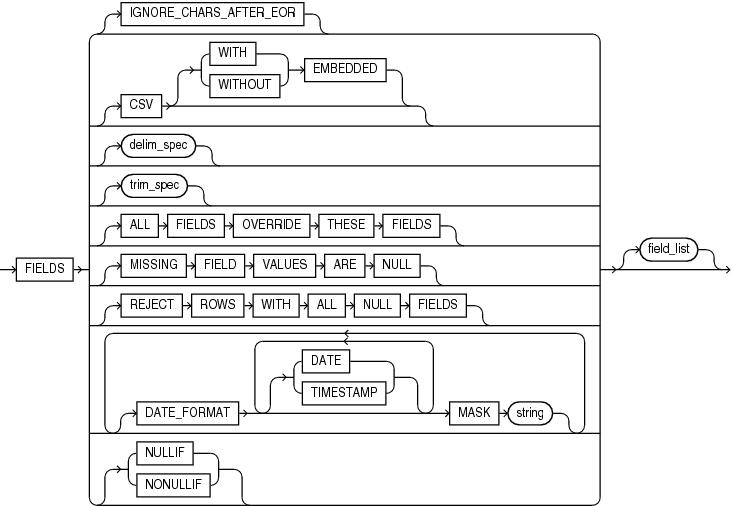 IGNORE_CHARS_AFTER_EOR
WITH
WITHOUT
EMBEDDED
CSV
delim_spec
trim_spec
ALL FIELDS OVERRIDE THESE FIELDS
field_list
FIELDS
MISSING FIELD VALUES ARE NULL
REJECT ROWS WITH ALL NULL FIELDS
DATE
TIMESTAMP
DATE_FORMAT MASK string
NULLIF
NONULLIF